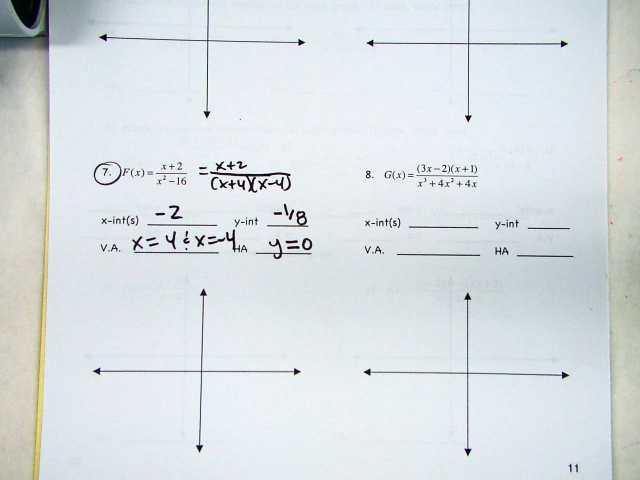 7. F(x) = x+2 / x² −16 = x+2 / (x+4)(x−4)
x-int(s) −2 y-int −1/8
V.A. x = 4 & x=−4 HA y=0
8. G(x) = (3x−2)(x+1) / x³+4x²+4x
x-int(s) y-int
V.A. HA
11